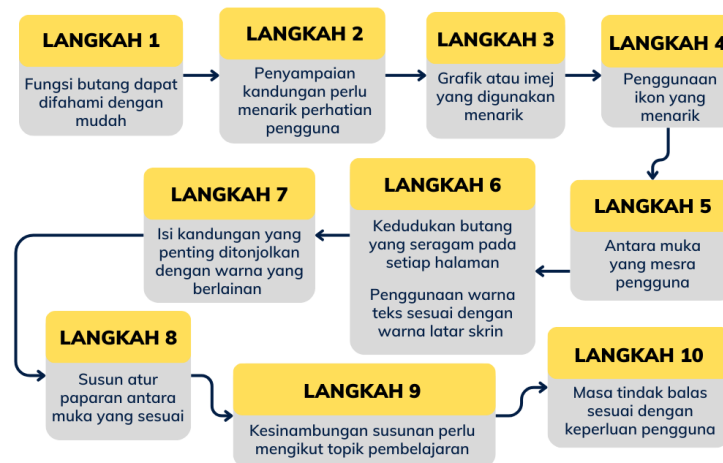 LANGKAH 1
Fungsi butang dapat
difahami dengan
mudah
LANGKAH 2
Penyampaian
kandungan perlu
menarik perhatian
pengguna
LANGKAH 3
Grafik atau imej
yang digunakan
menarik
LANGKAH 4
Penggunaan
ikon yang
menarik
LANGKAH 5
Antara muka
yang mesra
pengguna
LANGKAH 6
Kedudukan butang
yang seragam pada
setiap halaman
Penggunaan warna
teks sesuai dengan
warna latar skrin
LANGKAH 7
Isi kandungan yang
penting ditonjolkan
dengan warna yang
berlainan
LANGKAH 8
Susun atur
paparan antara
muka yang sesuai
LANGKAH 9
Kesinambungan susunan perlu
mengikut topik pembelajaran
LANGKAH 10
Masa tindak balas
sesuai dengan
keperluan pengguna